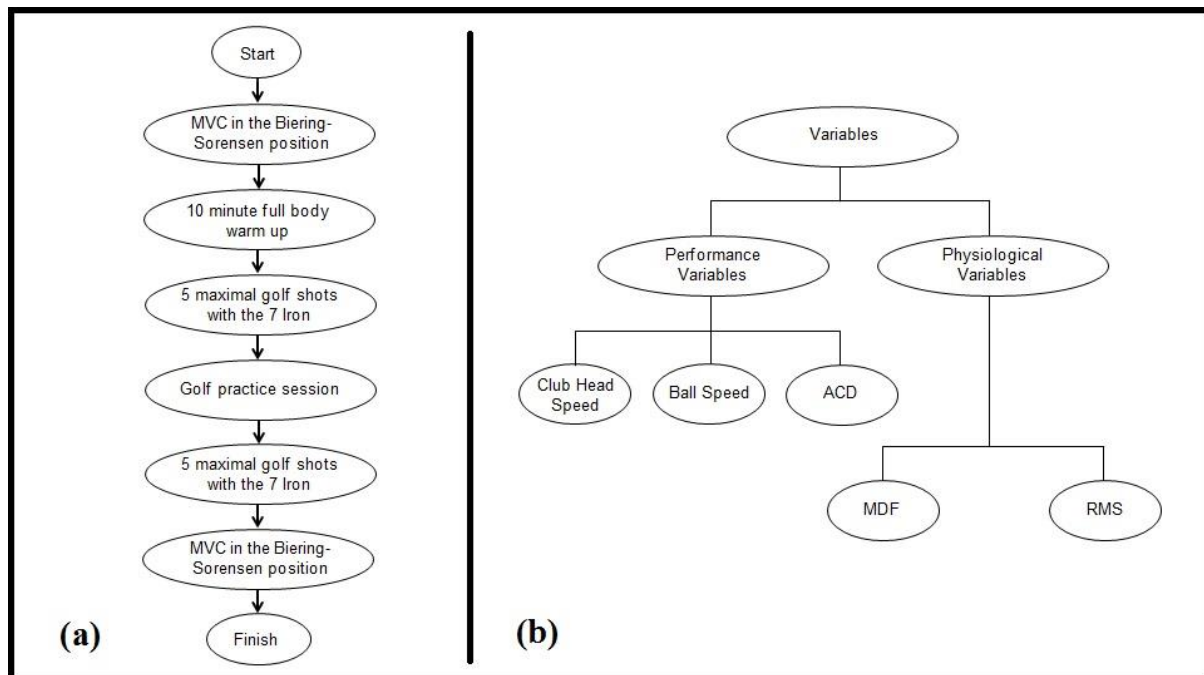 Start
MVC in the Biering-
Sorensen position
10 minute full body
warm up
5 maximal golf shots
with the 7 Iron
Golf practice session
5 maximal golf shots
with the 7 Iron
MVC in the Biering-
Sorensen position
Finish
(a)
Variables
Performance
Variables
Physiological
Variables
Club Head
Speed
Ball Speed
ACD
MDF
RMS
(b)